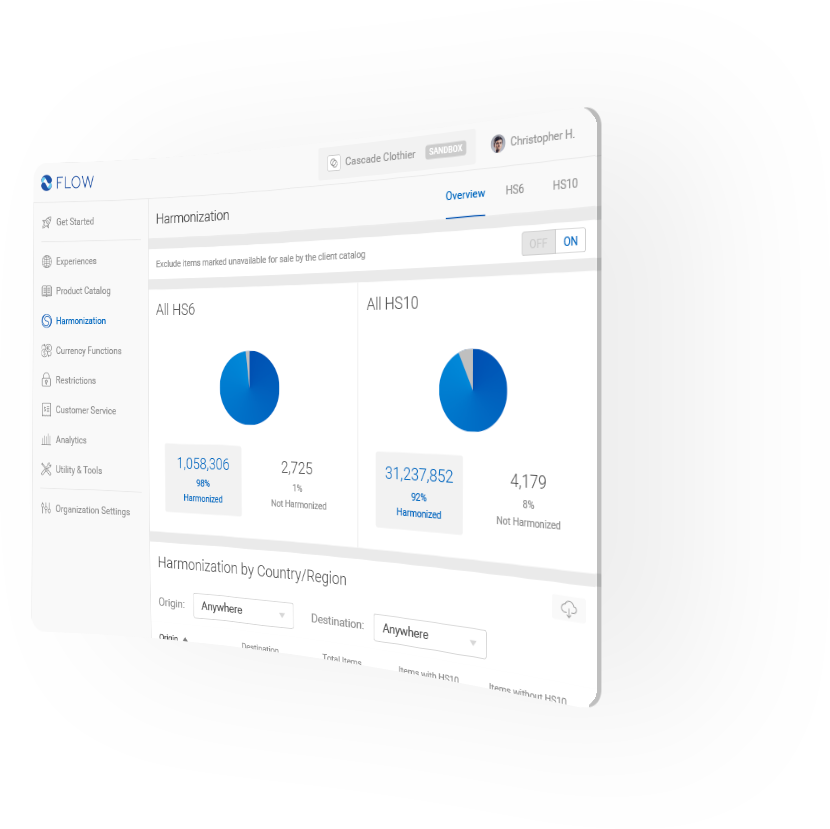 FLOW
Cascade Clothier SANDBOX
Christopher H.
Get Started
Experiences
Product Catalog
Harmonization
Currency Functions
Restrictions
Customer Service
Analytics
Utility & Tools
Organization Settings
Harmonization
Overview HS6 HS10
Exclude items marked unavailable for sale by the client catalog
OFF ON
All HS6
1,058,306
98%
Harmonized
2,725
1%
Not Harmonized
All HS10
31,237,852
92%
Harmonized
4,179
8%
Not Harmonized
Harmonization by Country/Region
Origin: Anywhere
Destination: Anywhere
Origin Destination Total Items Items with HS10 Items without HS10